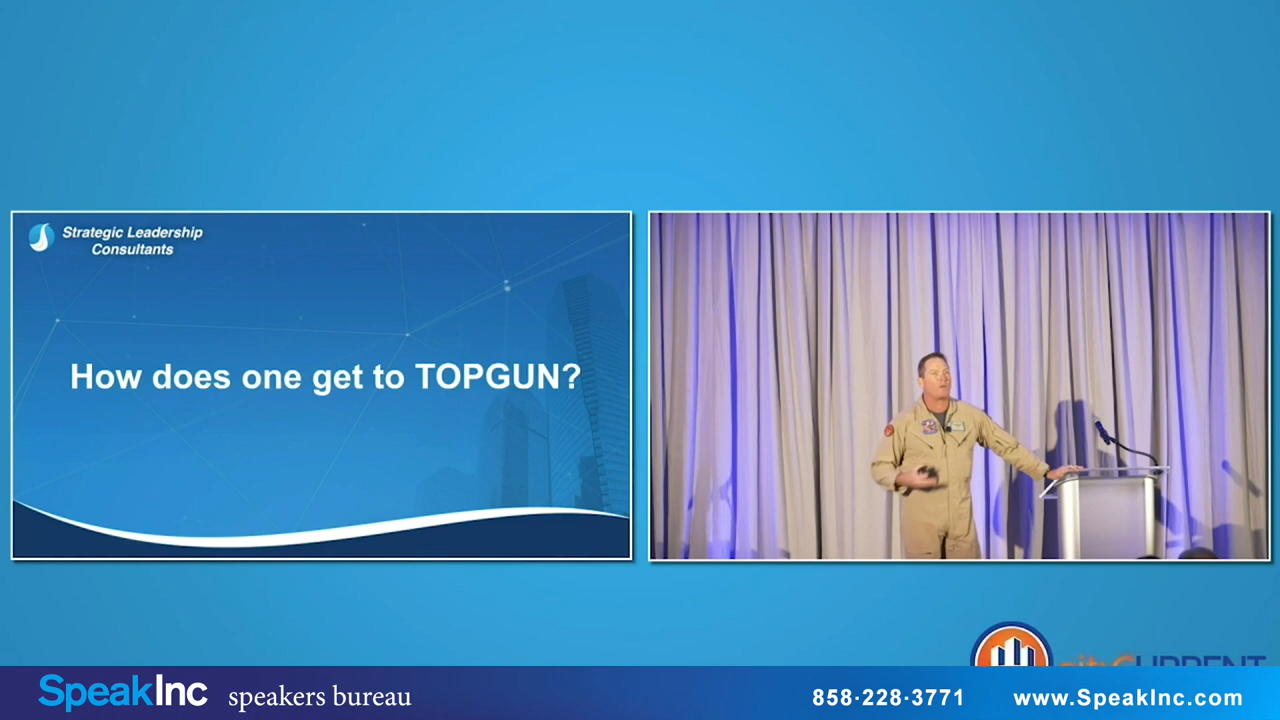 Strategic Leadership
Consultants
How does one get to TOPGUN?
SpeakInc speakers bureau
858·228·3771
www.SpeakInc.com